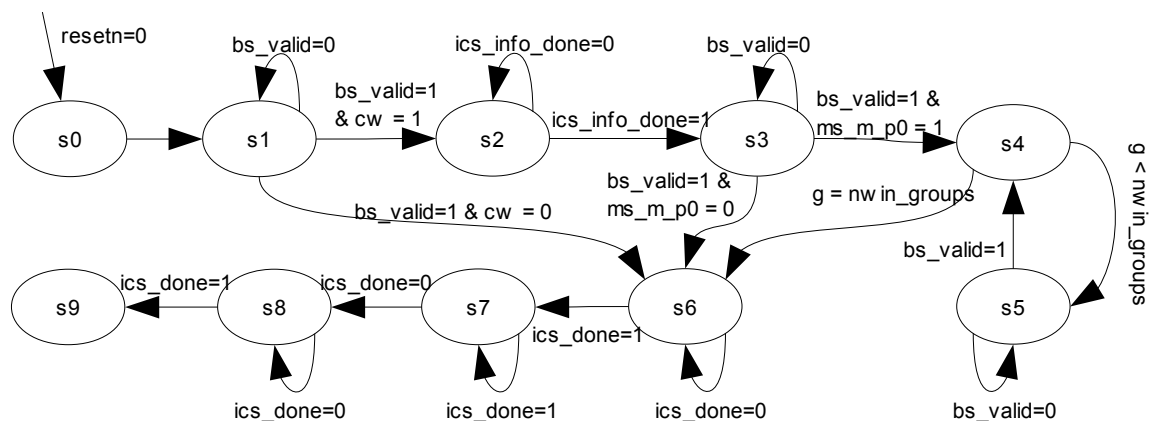 resetn=0
bs_valid=0
ics_info_done=0
bs_valid=0
bs_valid=1
& cw = 1
bs_valid=1 &
ms_m_p0 = 1
s0
s1
s2
ics_info_done=1
s3
s4
g < nw in_groups
bs_valid=1 & cw = 0
bs_valid=1 &
ms_m_p0 = 0
g = nw in_groups
bs_valid=1
s9
ics_done=1
s8
ics_done=0
s7
ics_done=1
s6
s5
ics_done=0
ics_done=1
ics_done=0
bs_valid=0